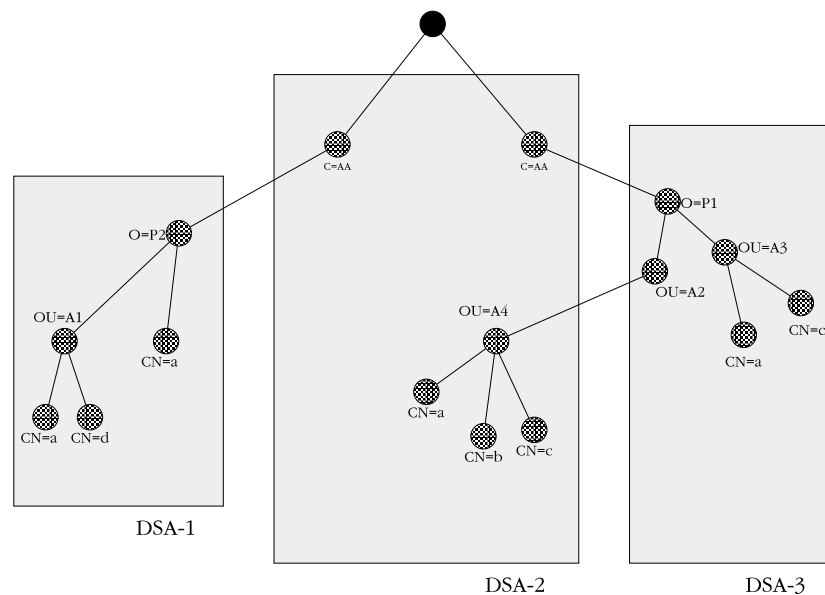 C=AA
C=AA
O=P2
O=P1
OU=A3
OU=A2
OU=A1
OU=A4
CN=a
CN=c
CN=a
CN=a
CN=a
CN=d
CN=b
CN=c
DSA-1
DSA-2
DSA-3